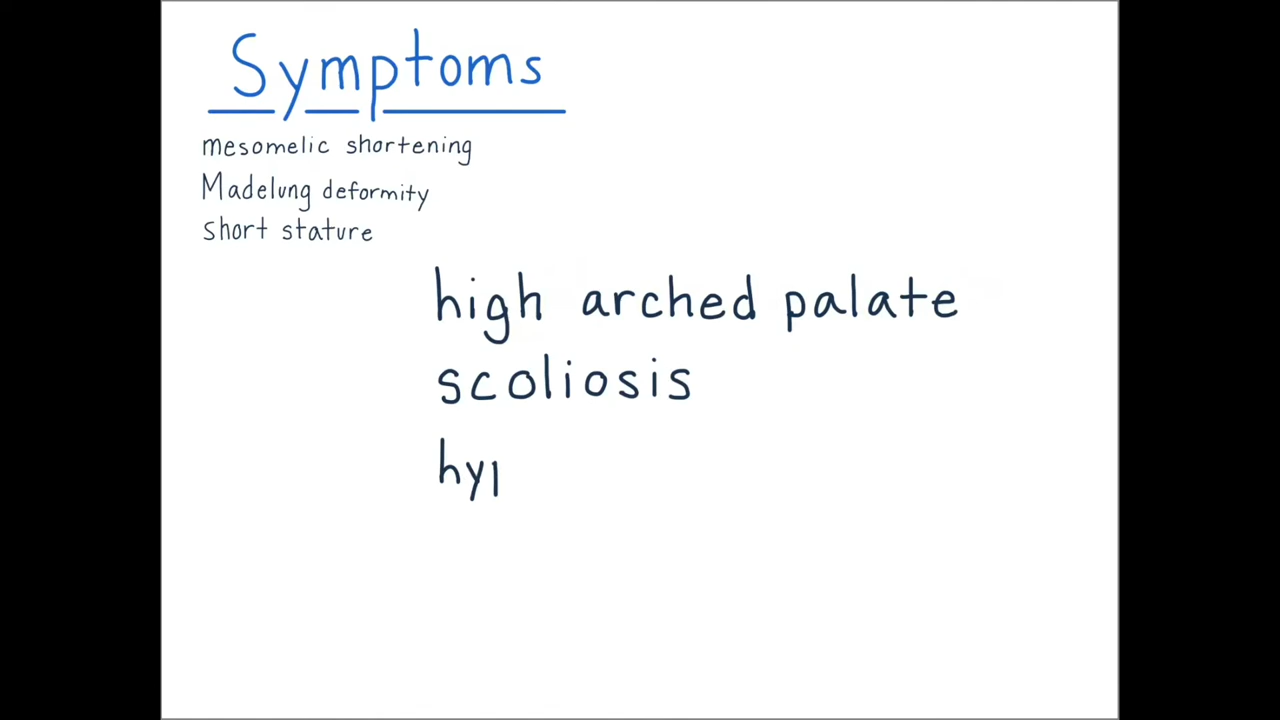 Symptoms
mesomelic shortening
Madelung deformity
short stature
high arched palate
scoliosis
hy